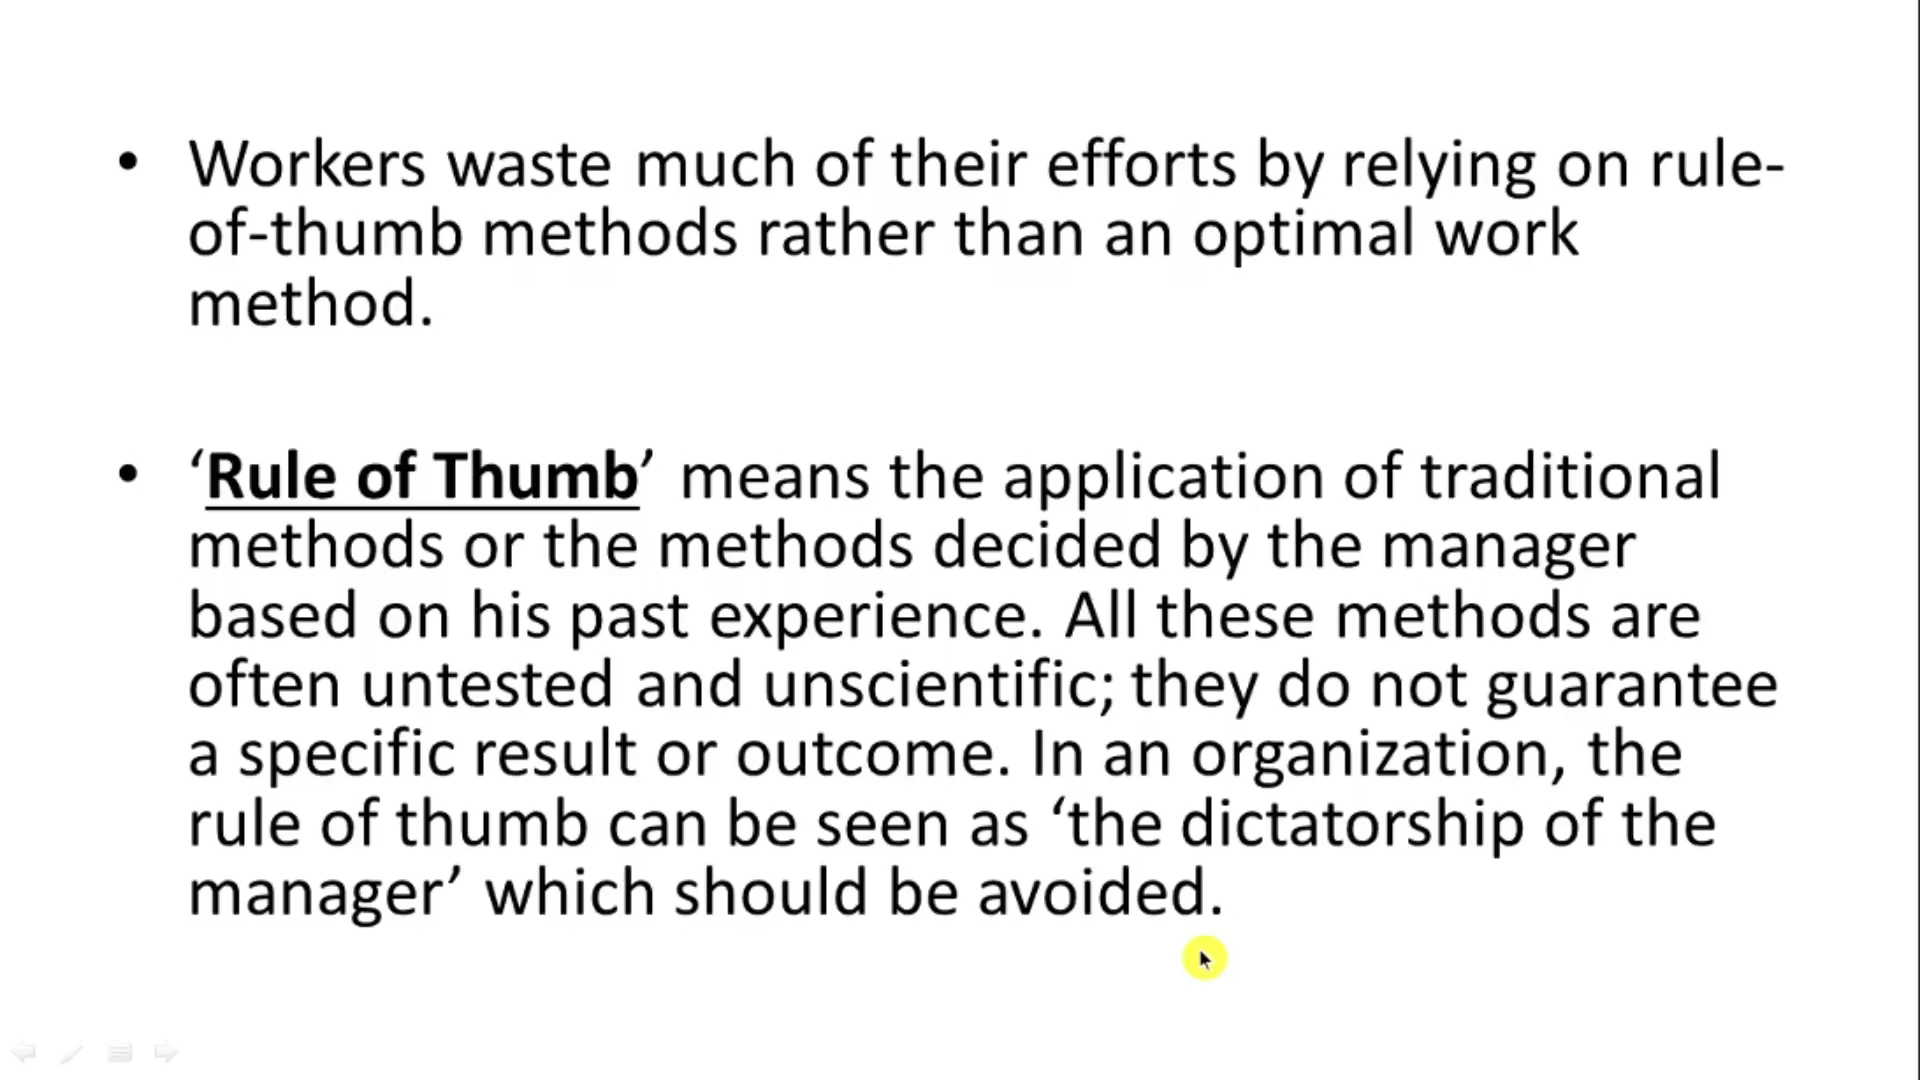 • Workers waste much of their efforts by relying on rule-
of-thumb methods rather than an optimal work
method.
• ‘Rule of Thumb’ means the application of traditional
methods or the methods decided by the manager
based on his past experience. All these methods are
often untested and unscientific; they do not guarantee
a specific result or outcome. In an organization, the
rule of thumb can be seen as ‘the dictatorship of the
manager’ which should be avoided.